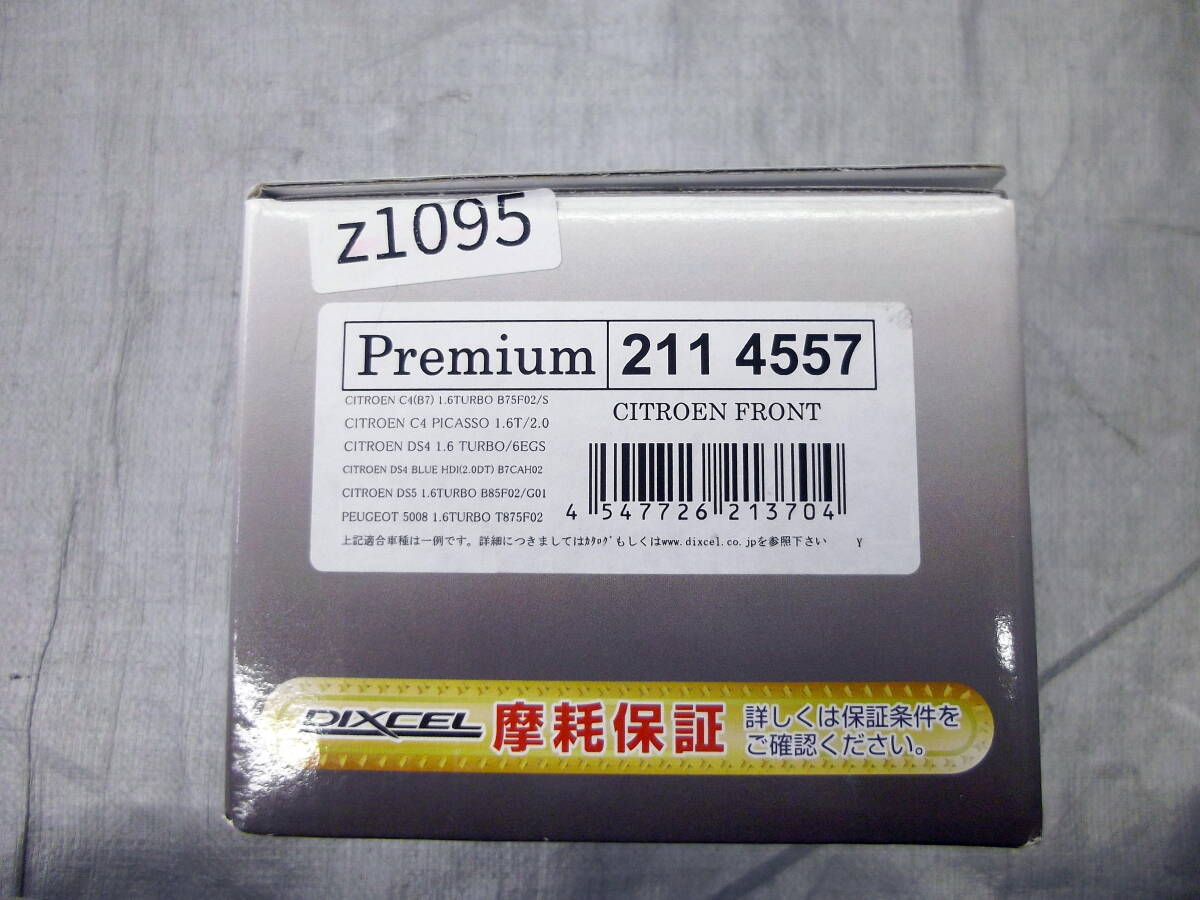 z1095
Premium 211 4557
CITROEN C4(B7) 1.6TURBO B75F02/S
CITROEN C4 PICASSO 1.6T/2.0
CITROEN DS4 1.6 TURBO/6EGS
CITROEN DS4 BLUE HDI(2.0DT) B7CAH02
CITROEN DS5 1.6TURBO B85F02/G01
PEUGEOT 5008 1.6TURBO T875F02
CITROEN FRONT
4 547726 213704
上記適合車種は一例です。詳細につきましてはｶﾀﾛｸﾞもしくはwww.dixcel.co.jpを参照下さい Y
DIXCEL 摩耗保証
詳しくは保証条件を
ご確認ください。